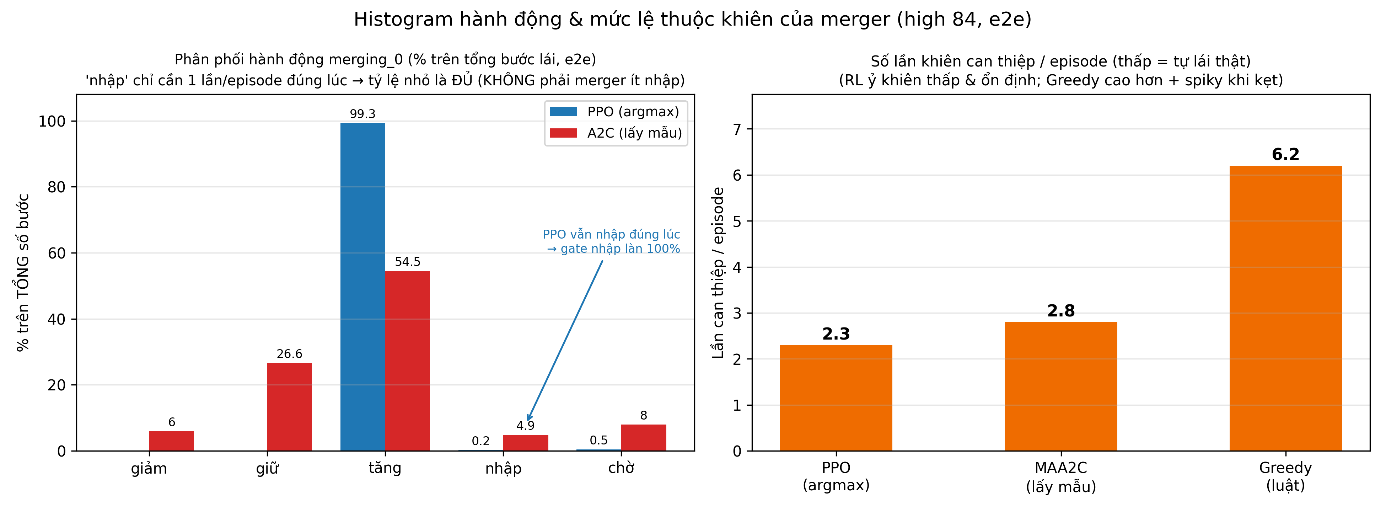 Histogram hành động & mức lệ thuộc khiên của merger (high 84, e2e)
Phân phối hành động merging_0 (% trên tổng bước lái, e2e)
'nhập' chỉ cần 1 lần/episode đúng lúc → tỷ lệ nhỏ là ĐỦ (KHÔNG phải merger ít nhập)
% trên TỔNG số bước
100
80
60
40
20
0
PPO (argmax)
A2C (lấy mẫu)
99.3
PPO vẫn nhập đúng lúc
→ gate nhập làn 100%
54.5
26.6
6
0.2
4.9
0.5
8
giảm
giữ
tăng
nhập
chờ
Số lần khiên can thiệp / episode (thấp = tự lái thật)
(RL ỷ khiên thấp & ổn định; Greedy cao hơn + spiky khi kẹt)
Lần can thiệp / episode
7
6
5
4
3
2
1
0
2.3
2.8
6.2
PPO
(argmax)
MAA2C
(lấy mẫu)
Greedy
(luật)